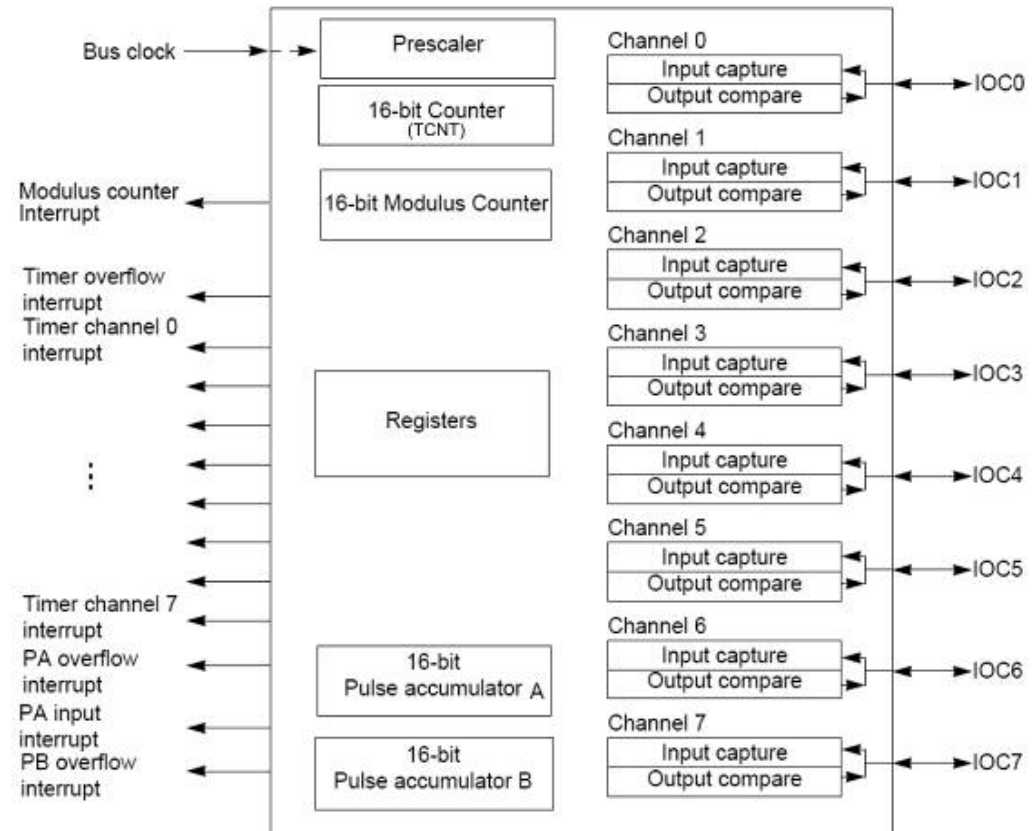 Bus clock
Modulus counter
Interrupt
Timer overflow
interrupt
Timer channel 0
interrupt
Timer channel 7
interrupt
PA overflow
interrupt
PA input
interrupt
PB overflow
interrupt
Prescaler
16-bit Counter
(TCNT)
16-bit Modulus Counter
Registers
16-bit
Pulse accumulator A
16-bit
Pulse accumulator B
Channel 0
Input capture
Output compare
IOC0
Channel 1
Input capture
Output compare
IOC1
Channel 2
Input capture
Output compare
IOC2
Channel 3
Input capture
Output compare
IOC3
Channel 4
Input capture
Output compare
IOC4
Channel 5
Input capture
Output compare
IOC5
Channel 6
Input capture
Output compare
IOC6
Channel 7
Input capture
Output compare
IOC7